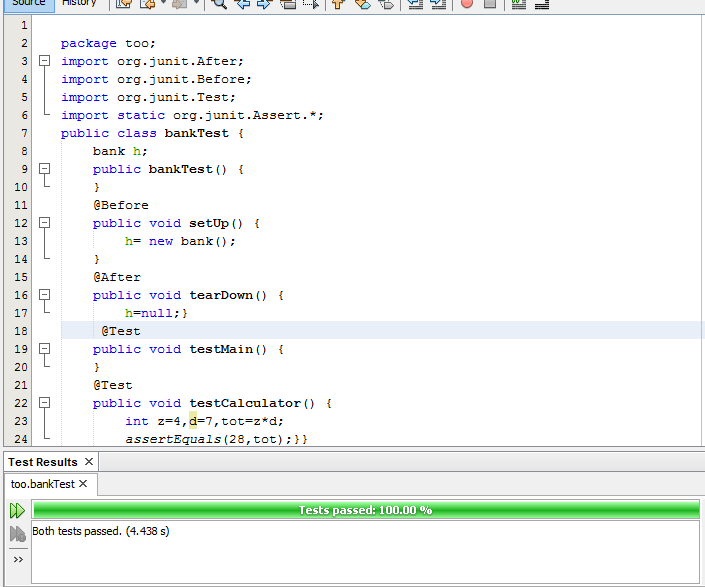 Source History
1
2 package too;
3 import org.junit.After;
4 import org.junit.Before;
5 import org.junit.Test;
6 import static org.junit.Assert.*;
7 public class bankTest {
8 bank h;
9 public bankTest() {
10 }
11 @Before
12 public void setUp() {
13 h= new bank();
14 }
15 @After
16 public void tearDown() {
17 h=null;}
18 @Test
19 public void testMain() {
20 }
21 @Test
22 public void testCalculator() {
23 int z=4,d=7,tot=z*d;
24 assertEquals(28,tot);}}
Test Results
too.bankTest
Tests passed: 100.00 %
Both tests passed. (4.438 s)